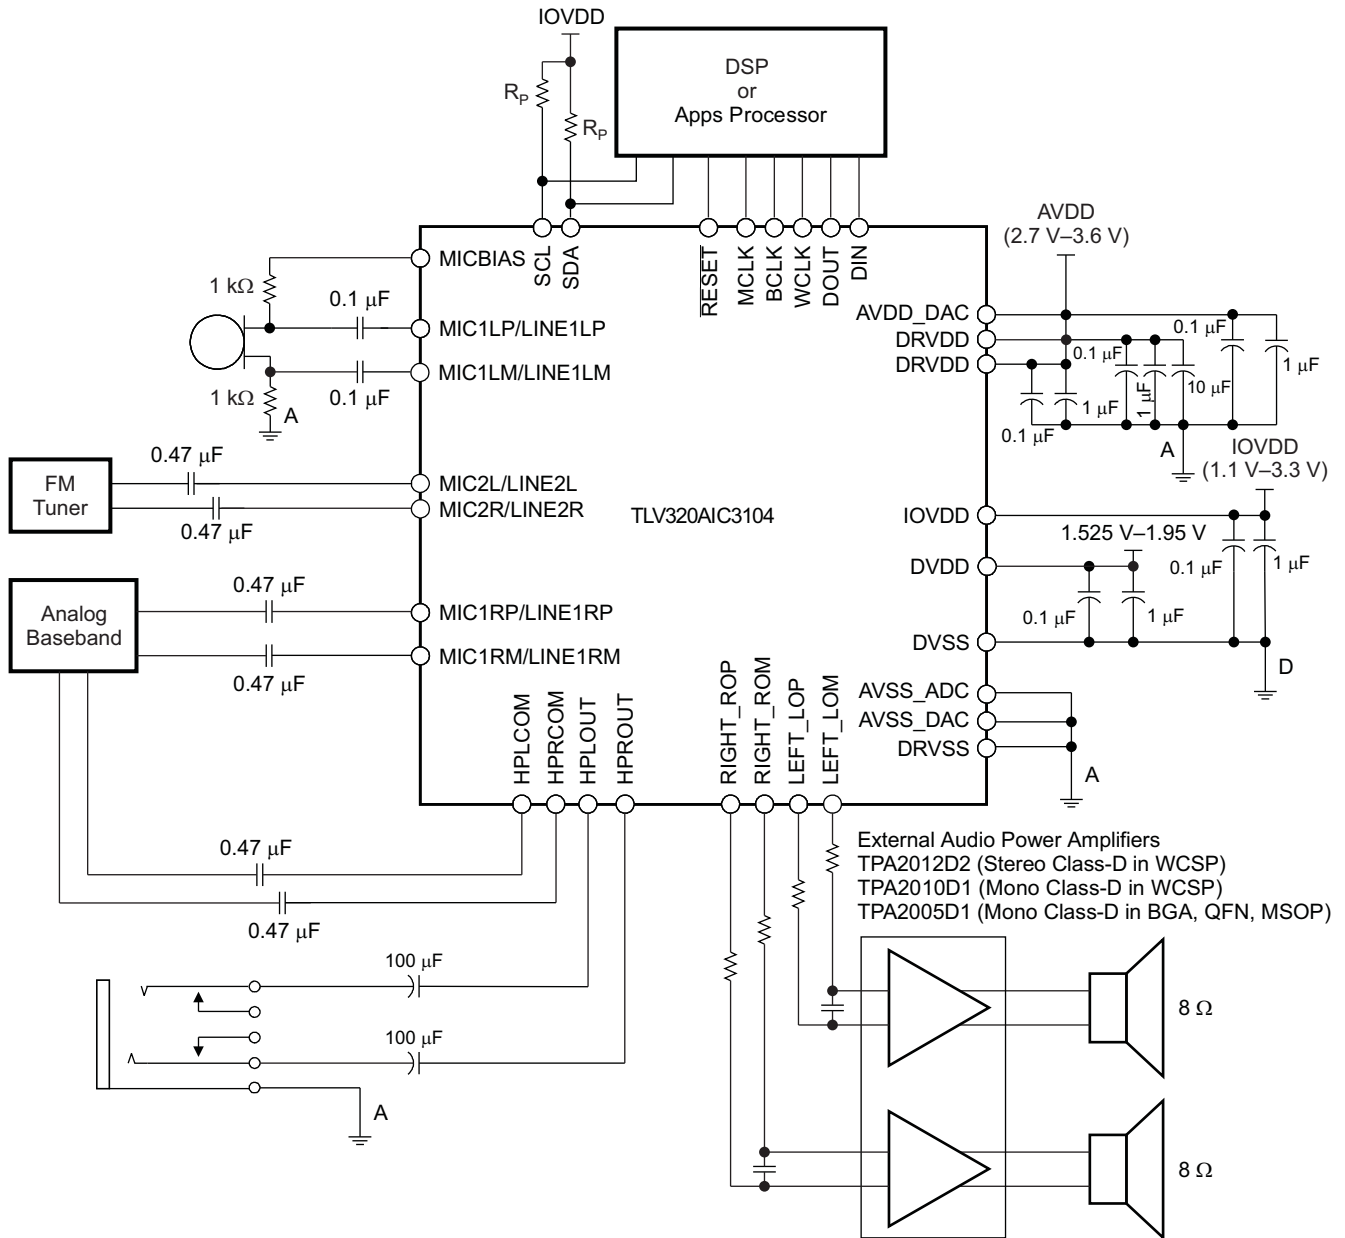 IOVDD
DSP
or
Apps Processor
RP
RP
SCL
SDA
RESET
MCLK
BCLK
WCLK
DOUT
DIN
AVDD
(2.7 V–3.6 V)
MICBIAS
1 kΩ
0.1 μF
MIC1LP/LINE1LP
MIC1LM/LINE1LM
1 kΩ
0.1 μF
A
AVDD_DAC
DRVDD
DRVDD
0.1 μF
0.1 μF
1 μF
1 μF
10 μF
1 μF
0.1 μF
A
FM
Tuner
0.47 μF
0.47 μF
MIC2L/LINE2L
MIC2R/LINE2R
TLV320AIC3104
IOVDD
(1.1 V–3.3 V)
IOVDD
1.525 V–1.95 V
DVDD
0.1 μF
1 μF
0.1 μF
1 μF
DVSS
D
Analog
Baseband
0.47 μF
0.47 μF
MIC1RP/LINE1RP
MIC1RM/LINE1RM
AVSS_ADC
AVSS_DAC
DRVSS
A
HPLCOM
HPRCOM
HPLOUT
HPROUT
RIGHT_ROP
RIGHT_ROM
LEFT_LOP
LEFT_LOM
0.47 μF
0.47 μF
External Audio Power Amplifiers
TPA2012D2 (Stereo Class-D in WCSP)
TPA2010D1 (Mono Class-D in WCSP)
TPA2005D1 (Mono Class-D in BGA, QFN, MSOP)
100 μF
100 μF
A
8 Ω
8 Ω